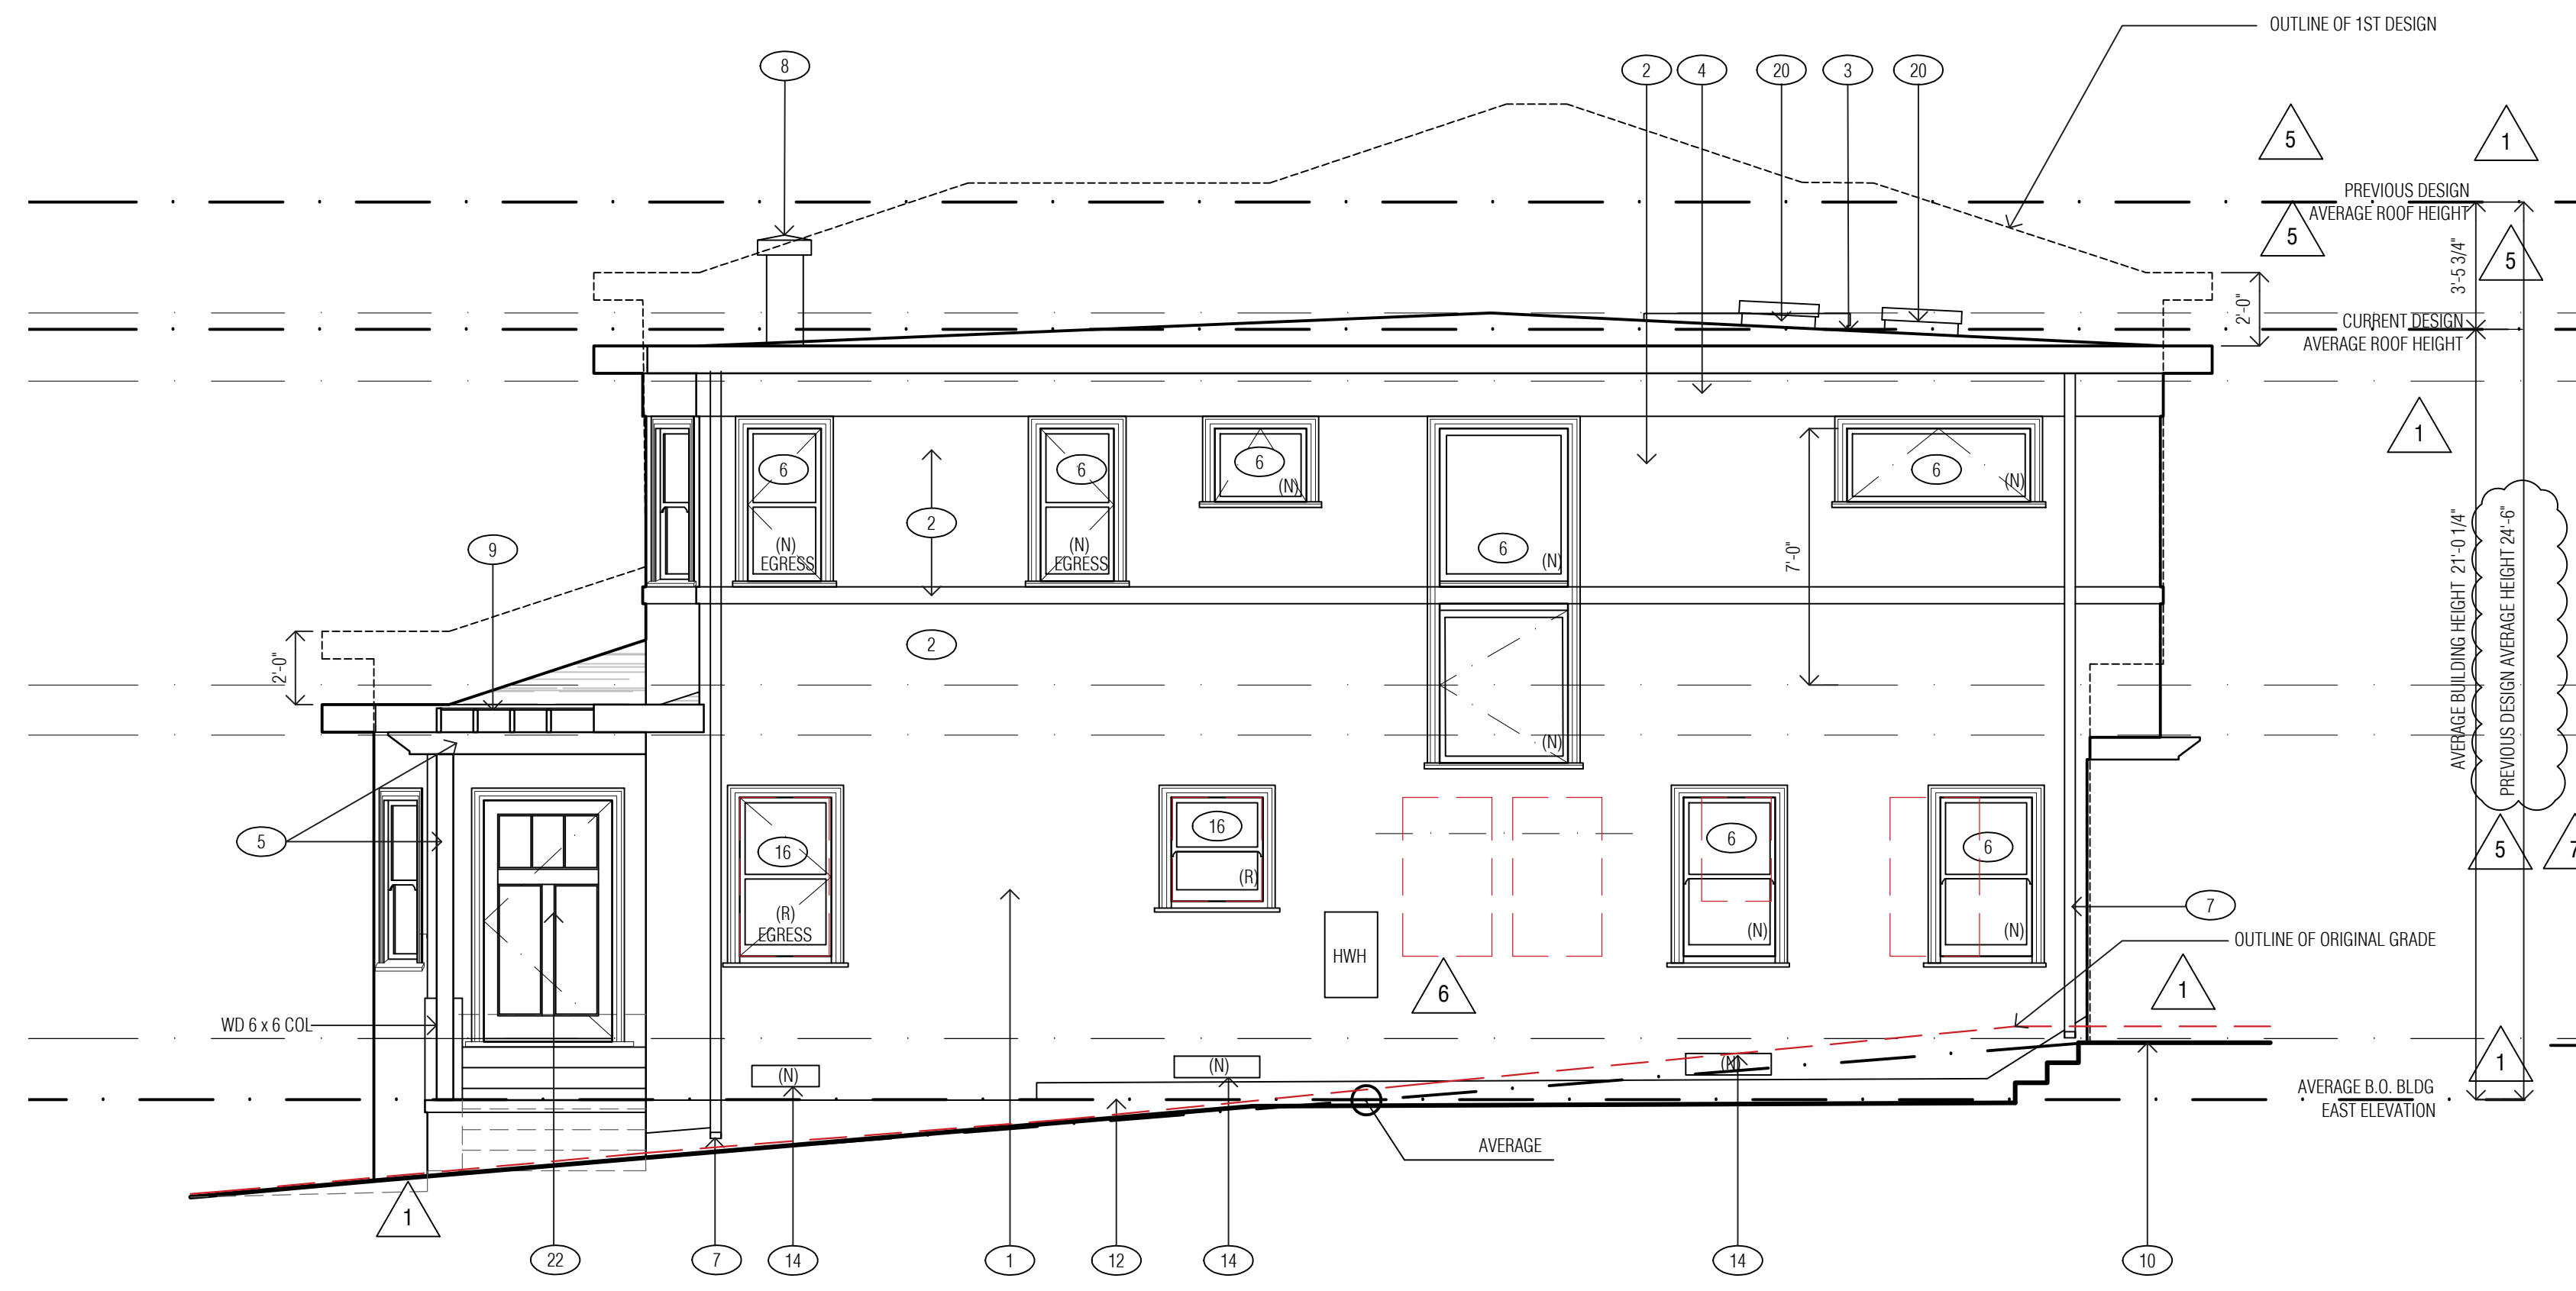 OUTLINE OF 1ST DESIGN
8
2
4
20
3
20
5
1
PREVIOUS DESIGN
AVERAGE ROOF HEIGHT
5
5
3'-5 3/4"
2'-0"
CURRENT DESIGN
AVERAGE ROOF HEIGHT
1
6
6
6
(N)
6
(N)
(N)
EGRESS
(N)
EGRESS
2
6
(N)
7'-0"
9
2
2'-0"
(N)
AVERAGE BUILDING HEIGHT 21'-0 1/4"
PREVIOUS DESIGN AVERAGE HEIGHT 24'-6"
5
7
5
16
(R)
EGRESS
16
(R)
6
(N)
6
(N)
7
HWH
6
OUTLINE OF ORIGINAL GRADE
1
WD 6 x 6 COL
1
(N)
(N)
(N)
AVERAGE B.O. BLDG
EAST ELEVATION
AVERAGE
1
22
7
14
1
12
14
14
10